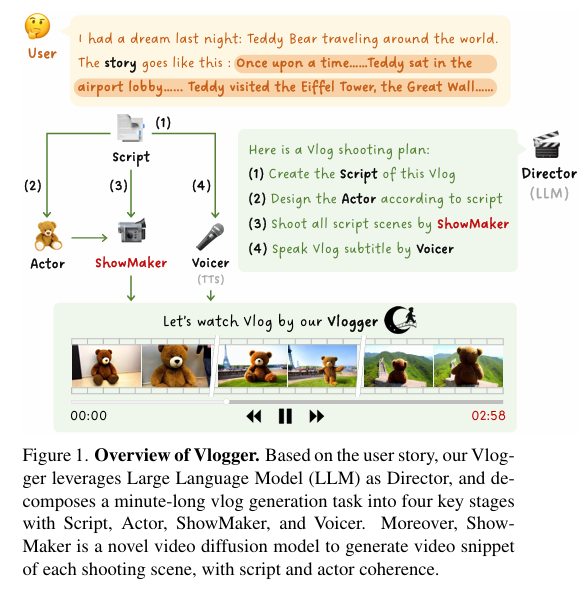 I had a dream last night: Teddy Bear traveling around the world.
The story goes like this : Once upon a time......Teddy sat in the
airport lobby...... Teddy visited the Eiffel Tower, the Great Wall......
User
(1)
Script
(2)
(3)
(4)
Actor
ShowMaker
Voicer
(TTS)
Here is a Vlog shooting plan:
(1) Create the Script of this Vlog
(2) Design the Actor according to script
(3) Shoot all script scenes by ShowMaker
(4) Speak Vlog subtitle by Voicer
Director
(LLM)
Let's watch Vlog by our Vlogger
00:00
02:58
Figure 1. Overview of Vlogger. Based on the user story, our Vlog-
ger leverages Large Language Model (LLM) as Director, and de-
composes a minute-long vlog generation task into four key stages
with Script, Actor, ShowMaker, and Voicer. Moreover, Show-
Maker is a novel video diffusion model to generate video snippet
of each shooting scene, with script and actor coherence.